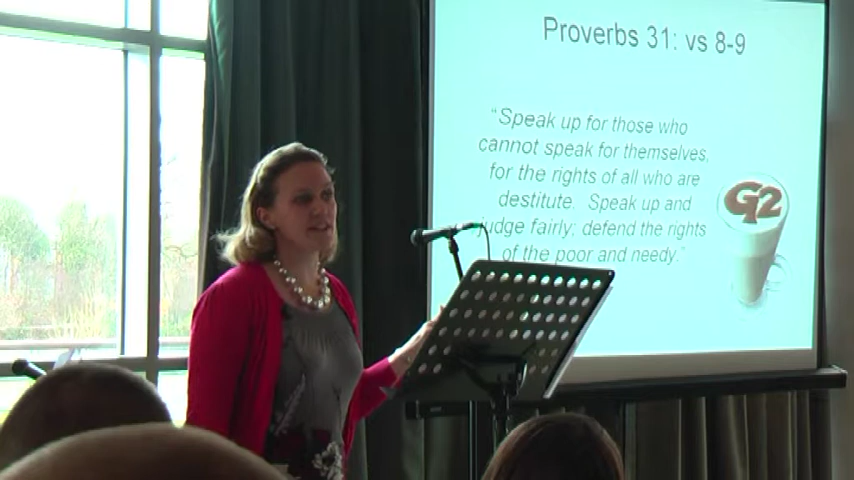 Proverbs 31: vs 8-9
“Speak up for those who
cannot speak for themselves,
for the rights of all who are
destitute. Speak up and
judge fairly; defend the rights
of the poor and needy.”
G2